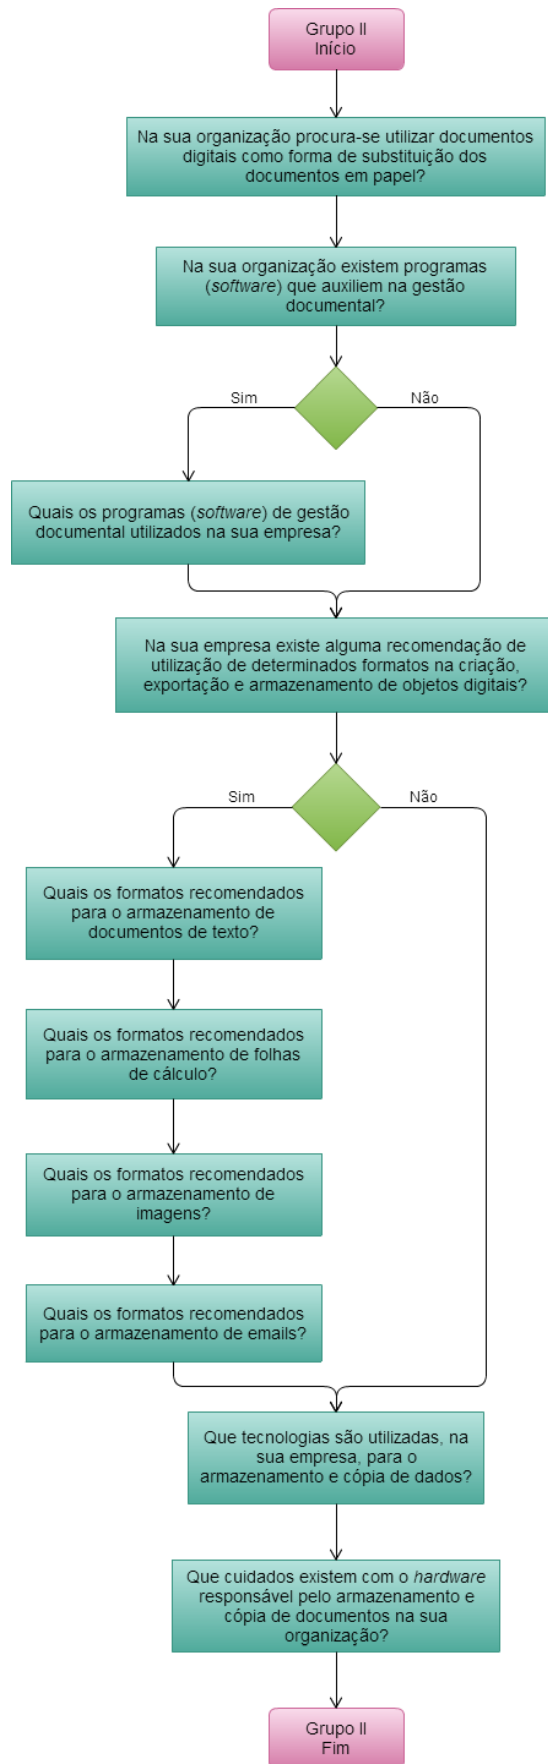 Grupo II
Início
Na sua organização procura-se utilizar documentos
digitais como forma de substituição dos
documentos em papel?
Na sua organização existem programas
(software) que auxiliem na gestão
documental?
Sim
Não
Quais os programas (software) de gestão
documental utilizados na sua empresa?
Na sua empresa existe alguma recomendação de
utilização de determinados formatos na criação,
exportação e armazenamento de objetos digitais?
Sim
Não
Quais os formatos recomendados
para o armazenamento de
documentos de texto?
Quais os formatos recomendados
para o armazenamento de folhas
de cálculo?
Quais os formatos recomendados
para o armazenamento de
imagens?
Quais os formatos recomendados
para o armazenamento de emails?
Que tecnologias são utilizadas, na
sua empresa, para o
armazenamento e cópia de dados?
Que cuidados existem com o hardware
responsável pelo armazenamento e
cópia de documentos na sua
organização?
Grupo II
Fim